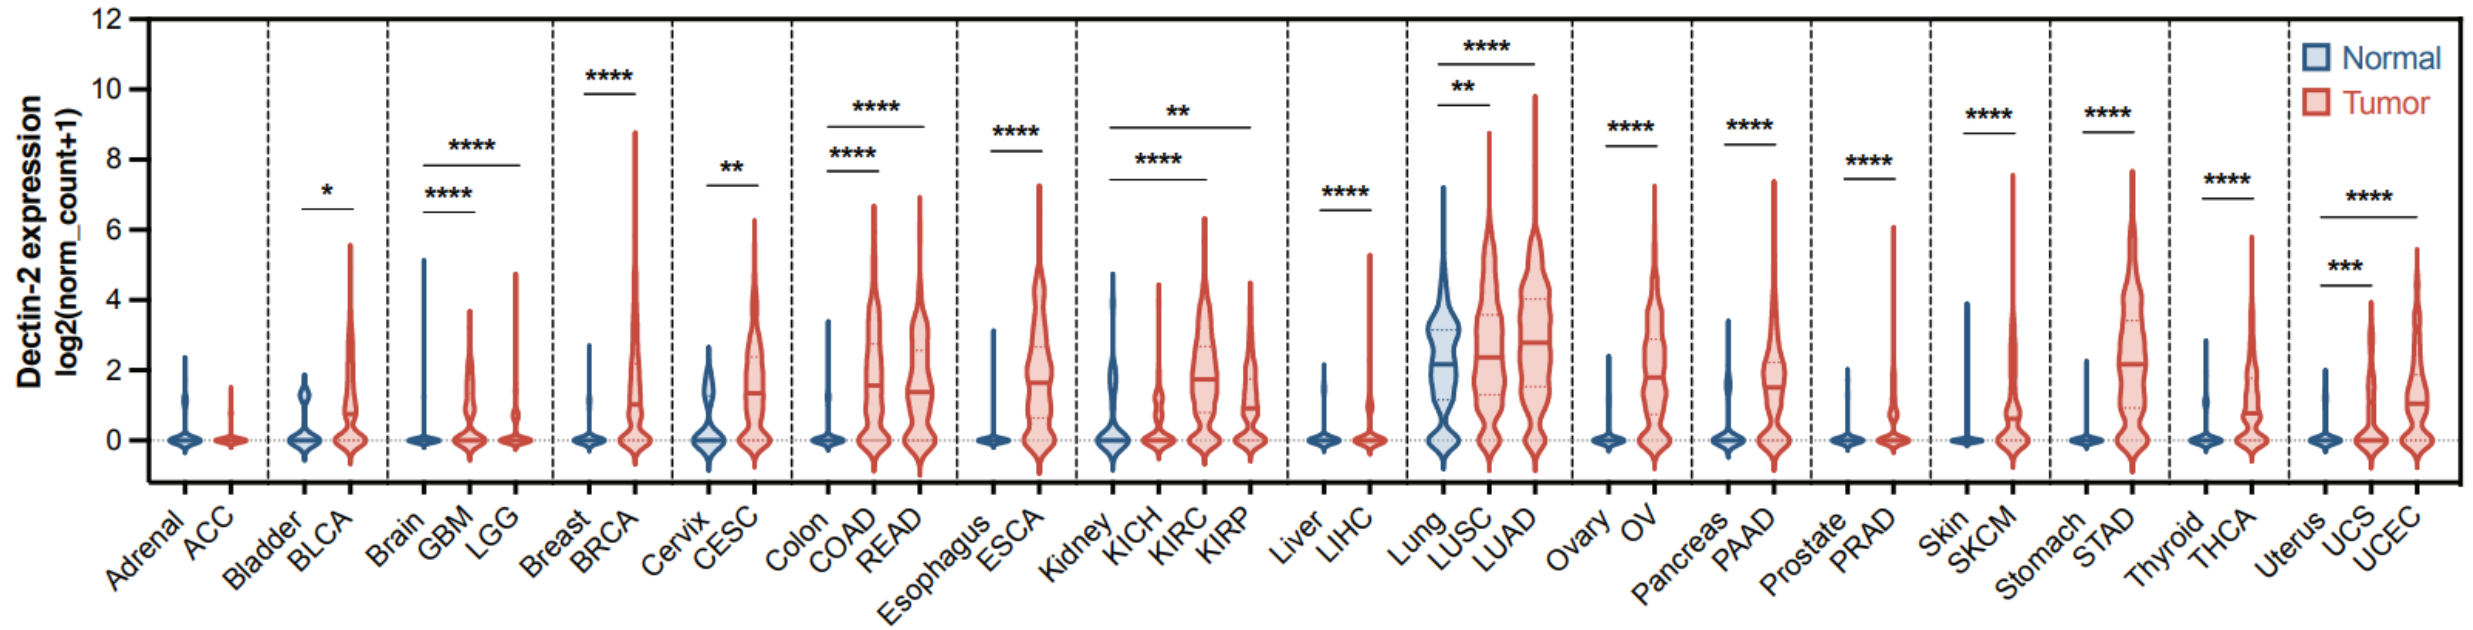 Dectin-2 expression
log2(norm_count+1)
12
10
8
6
4
2
0
*
****
****
****
**
****
****
****
**
****
****
****
**
****
****
****
****
****
****
****
***
Normal
Tumor
Adrenal
ACC
Bladder
BLCA
Brain
GBM
LGG
Breast
BRCA
Cervix
CESC
Colon
COAD
READ
Esophagus
ESCA
Kidney
KICH
KIRC
KIRP
Liver
LIHC
Lung
LUSC
LUAD
Ovary
OV
Pancreas
PAAD
Prostate
PRAD
Skin
SKCM
Stomach
STAD
Thyroid
THCA
Uterus
UCS
UCEC